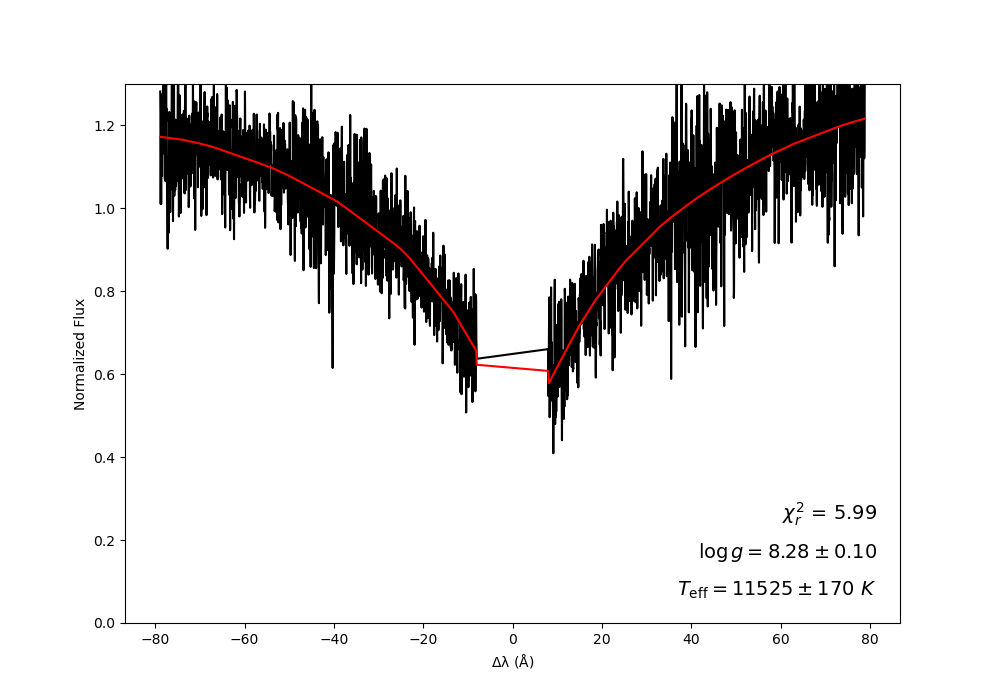 1.2
1.0
0.8
0.6
0.4
0.2
0.0
Normalized Flux
χ²ᵣ = 5.99
log g = 8.28 ± 0.10
T_eff = 11525 ± 170 K
−80 −60 −40 −20 0 20 40 60 80
Δλ (Å)